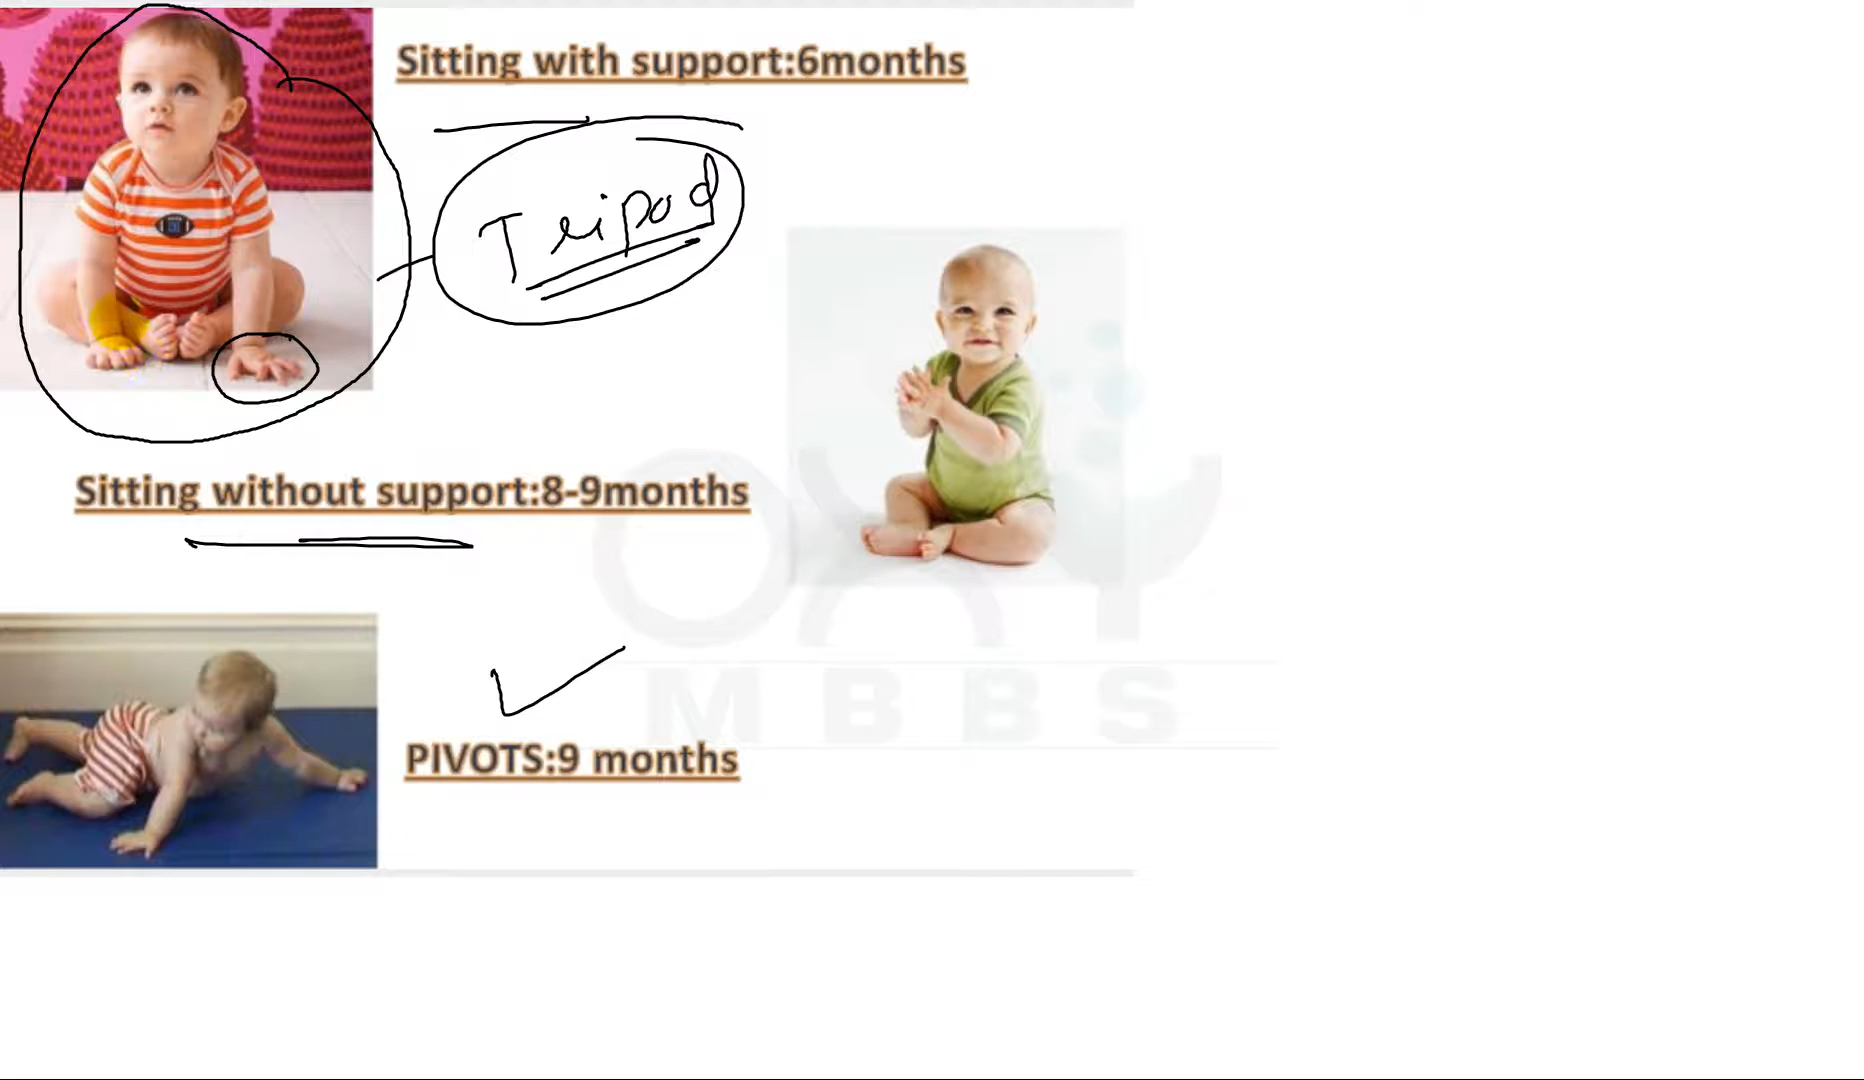 Sitting with support:6months
Tripod
Sitting without support:8-9months
MBBS
PIVOTS:9 months